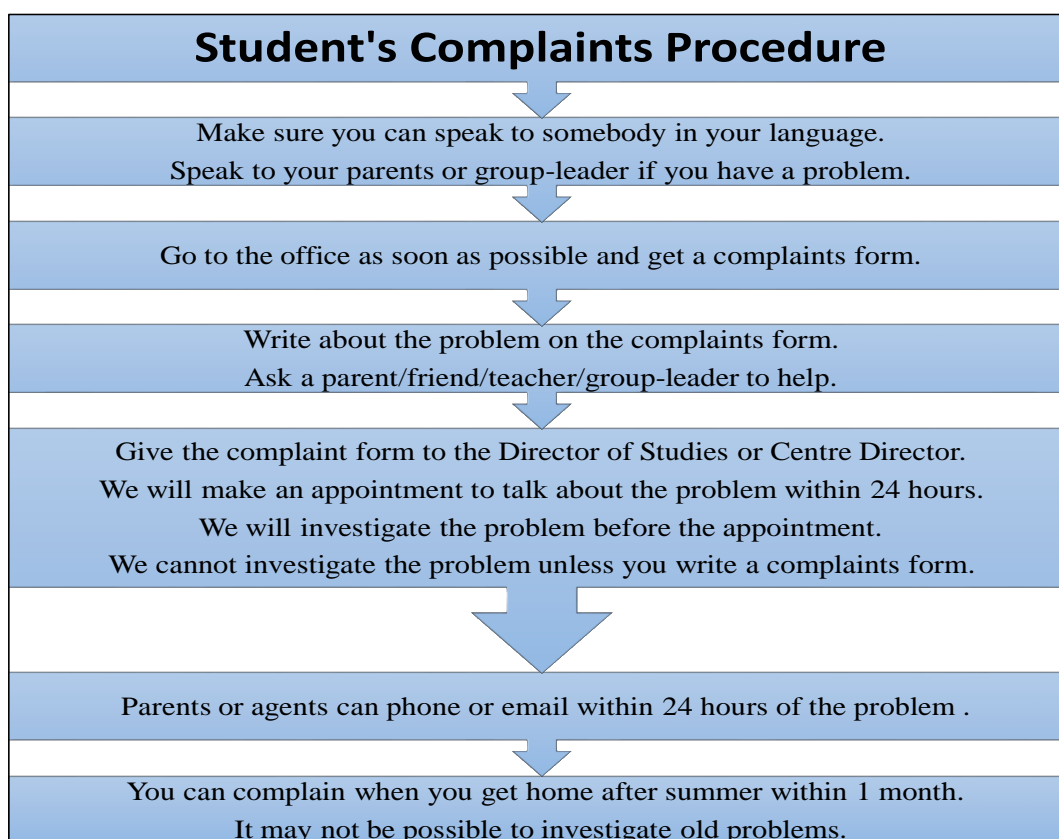 Student's Complaints Procedure
Make sure you can speak to somebody in your language.
Speak to your parents or group-leader if you have a problem.
Go to the office as soon as possible and get a complaints form.
Write about the problem on the complaints form.
Ask a parent/friend/teacher/group-leader to help.
Give the complaint form to the Director of Studies or Centre Director.
We will make an appointment to talk about the problem within 24 hours.
We will investigate the problem before the appointment.
We cannot investigate the problem unless you write a complaints form.
Parents or agents can phone or email within 24 hours of the problem .
You can complain when you get home after summer within 1 month.
It may not be possible to investigate old problems.